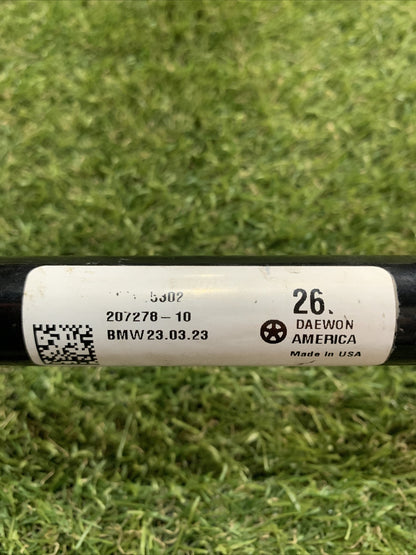 5302
207278-10
BMW 23.03.23
26.
DAEWON
AMERICA
Made in USA